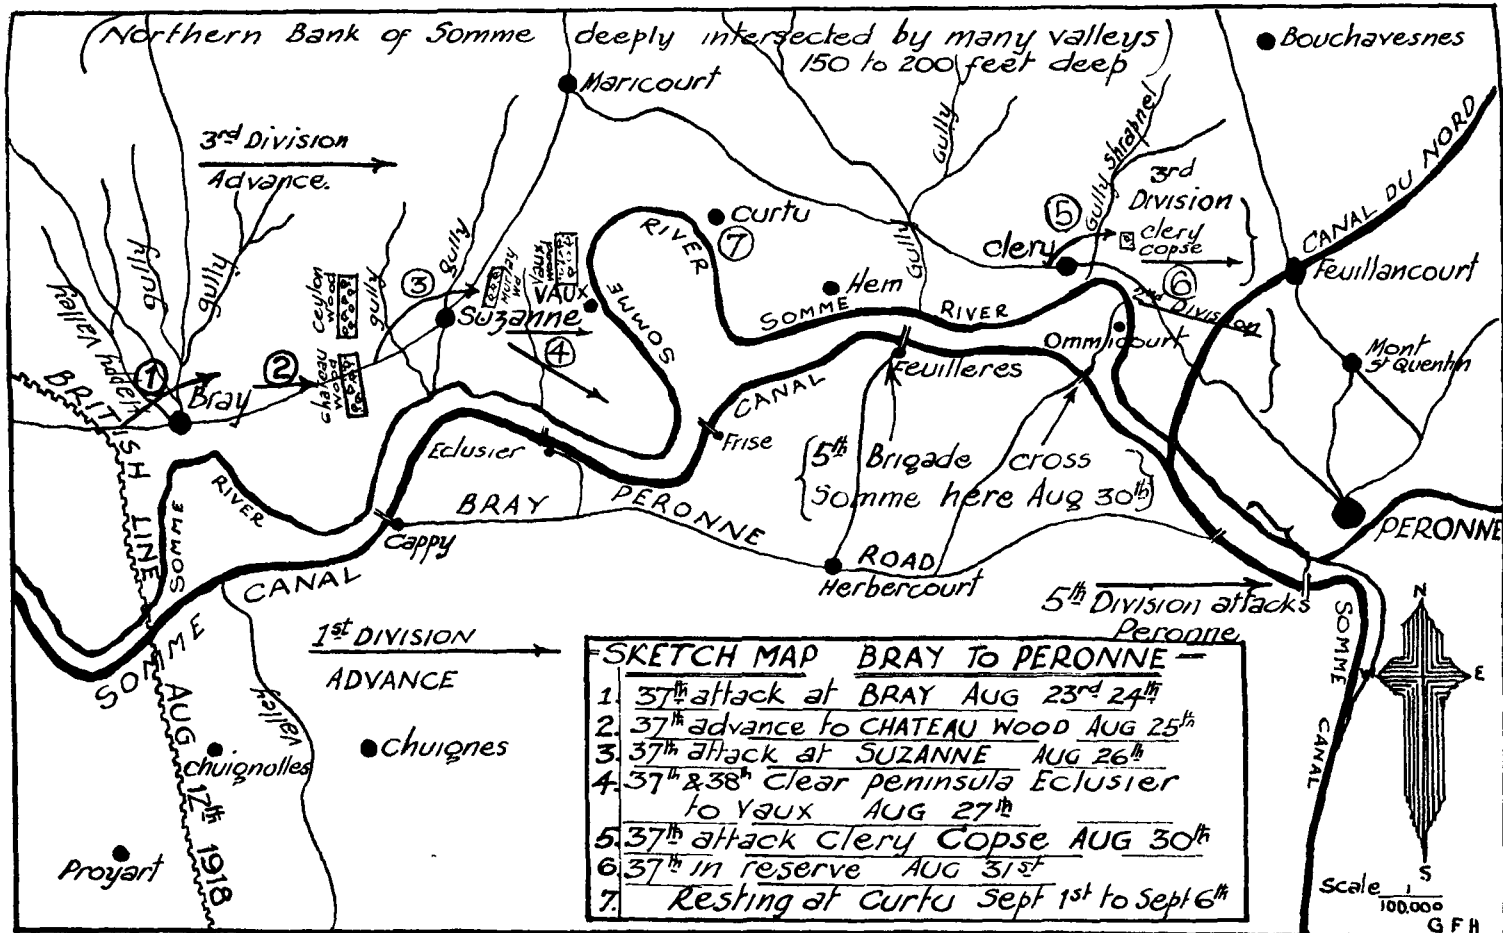 (Northern Bank of Somme deeply intersected by many valleys)
150 to 200 feet deep
Bouchavesnes
Maricourt
3rd Division
Advance.
Gully
Gully Shrapnel
3rd
Division
CANAL DU NORD
gully
gully
Happy Valley
Ceylon
Wood
gully
3
gully
Murray
Wd
Vaux
Wood
VAUX
RIVER
SOMME
Curtu
7
Gully
5
Clery
Clery
Copse
6
2nd Division
Feuillancourt
Hem
SOMME RIVER
Ommiecourt
Mont
St Quentin
Suzanne
4
1
2
Bray
Chateau
Wood
BRITISH LINE AUG 17th 1918
Feuilleres
CANAL
Frise
Eclusier
5th Brigade cross
Somme here Aug 30th
RIVER
SOMME
BRAY PERONNE ROAD
Cappy
PERONNE
Herbercourt
SOMME CANAL
5th Division attacks
Peronne
SOMME CANAL
1st DIVISION
ADVANCE
valley
Chuignolles
Chuignes
Proyart
SKETCH MAP BRAY TO PERONNE
1. 37th attack at BRAY AUG 23rd 24th
2. 37th advance to CHATEAU WOOD AUG 25th
3. 37th attack at SUZANNE AUG 26th
4. 37th & 38th Clear peninsula Eclusier
to Vaux AUG 27th
5. 37th attack Clery Copse AUG 30th
6. 37th in reserve AUG 31st
7. Resting at Curtu Sept 1st to Sept 6th
N
W
E
S
Scale 1
100.000
G F H